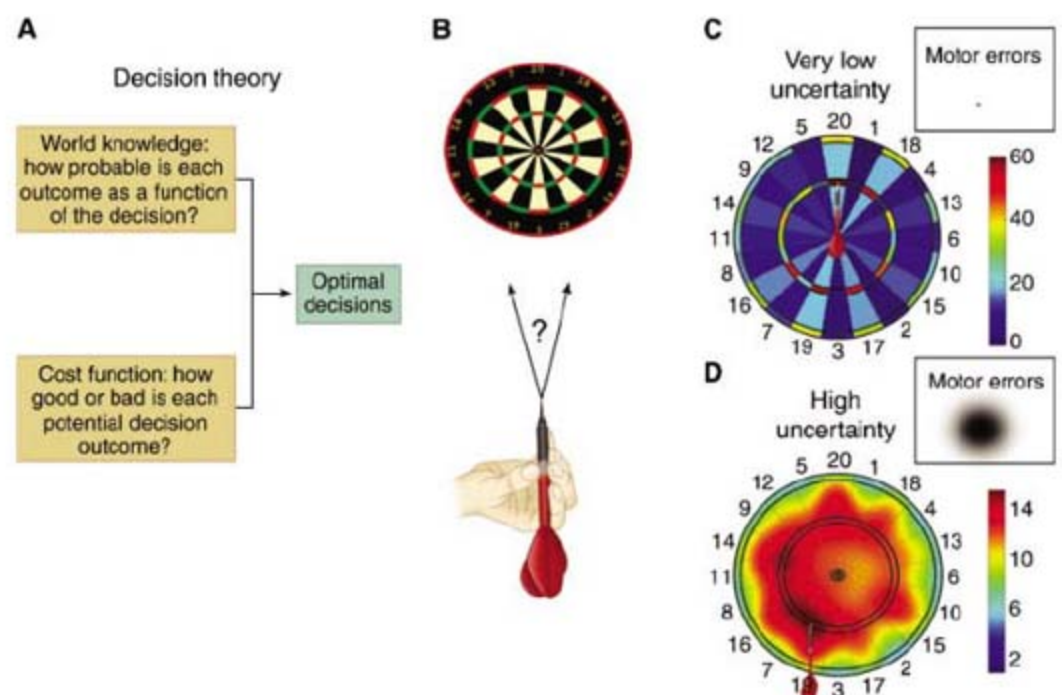 A
Decision theory
World knowledge:
how probable is each
outcome as a function
of the decision?
Optimal
decisions
Cost function: how
good or bad is each
potential decision
outcome?
B
?
C
Very low
uncertainty
Motor errors
20
1
18
4
13
6
10
15
2
17
3
19
7
16
8
11
14
9
12
5
60
40
20
0
D
High
uncertainty
Motor errors
20
1
18
4
13
6
10
15
2
17
3
19
7
16
8
11
14
9
12
5
14
10
6
2